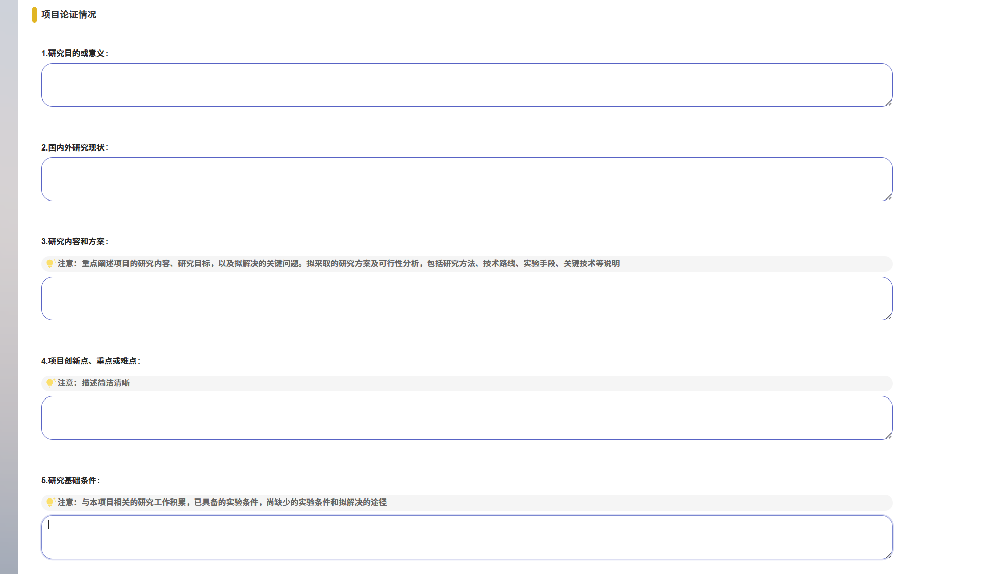 项目论证情况
1.研究目的或意义：
2.国内外研究现状：
3.研究内容和方案：
注意：重点阐述项目的研究内容、研究目标，以及拟解决的关键问题。拟采取的研究方案及可行性分析，包括研究方法、技术路线、实验手段、关键技术等说明
4.项目创新点、重点或难点：
注意：描述简洁清晰
5.研究基础条件：
注意：与本项目相关的研究工作积累，已具备的实验条件，尚缺少的实验条件和拟解决的途径